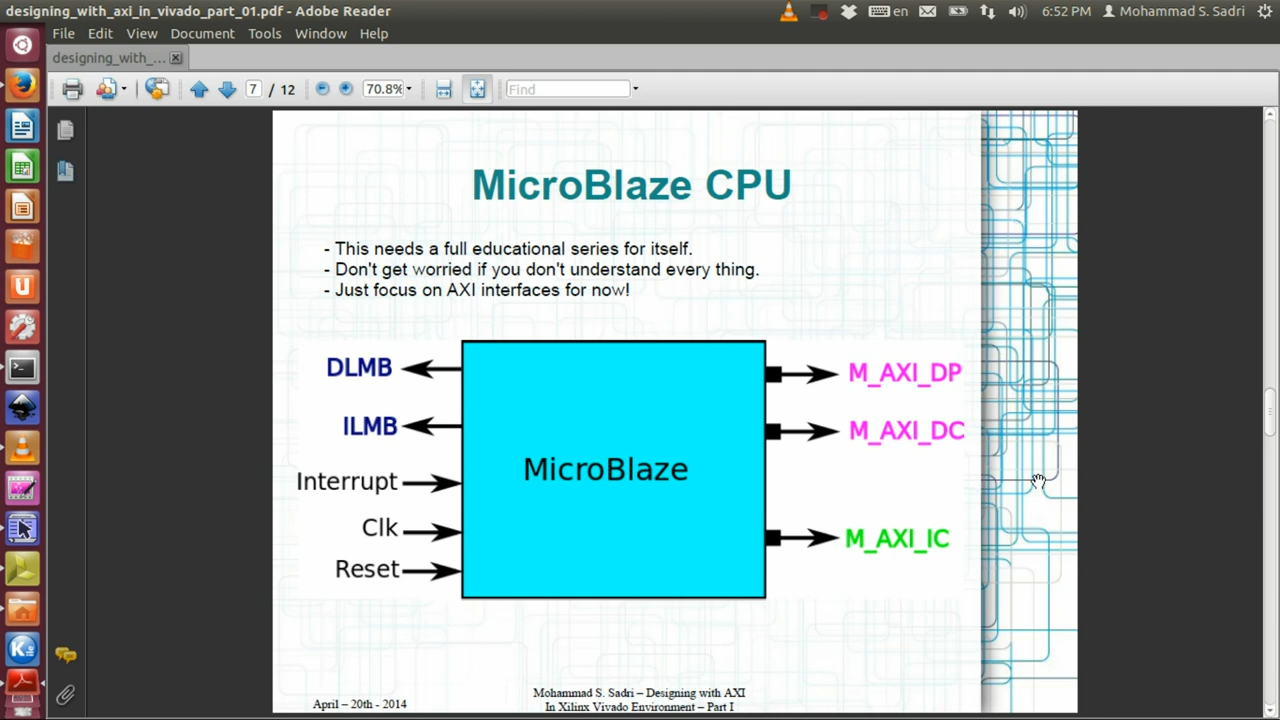 designing_with_axi_in_vivado_part_01.pdf - Adobe Reader
en
6:52 PM
Mohammad S. Sadri
File Edit View Document Tools Window Help
designing_with_...
7 / 12
70.8%
Find
MicroBlaze CPU
- This needs a full educational series for itself.
- Don't get worried if you don't understand every thing.
- Just focus on AXI interfaces for now!
DLMB
ILMB
Interrupt
Clk
Reset
MicroBlaze
M_AXI_DP
M_AXI_DC
M_AXI_IC
April – 20th - 2014
Mohammad S. Sadri – Designing with AXI
In Xilinx Vivado Environment – Part I